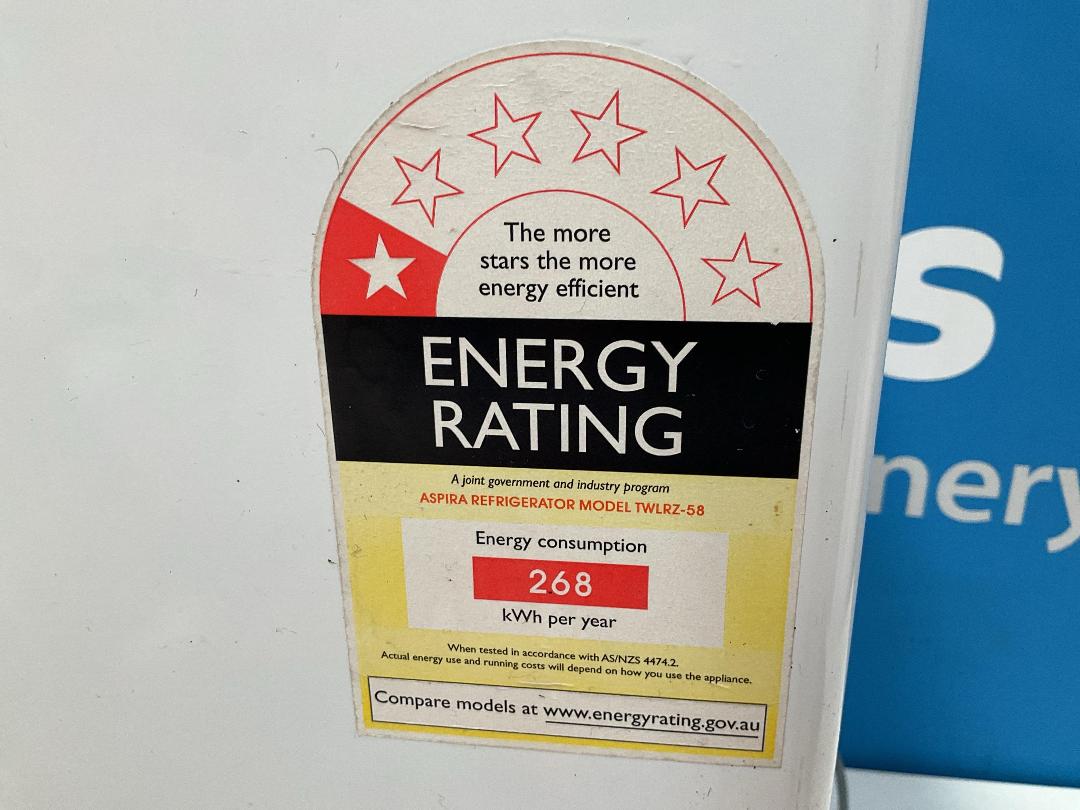 The more
stars the more
energy efficient
ENERGY
RATING
A joint government and industry program
ASPIRA REFRIGERATOR MODEL TWLRZ-58
Energy consumption
268
kWh per year
When tested in accordance with AS/NZS 4474.2.
Actual energy use and running costs will depend on how you use the appliance.
Compare models at www.energyrating.gov.au
s
nery